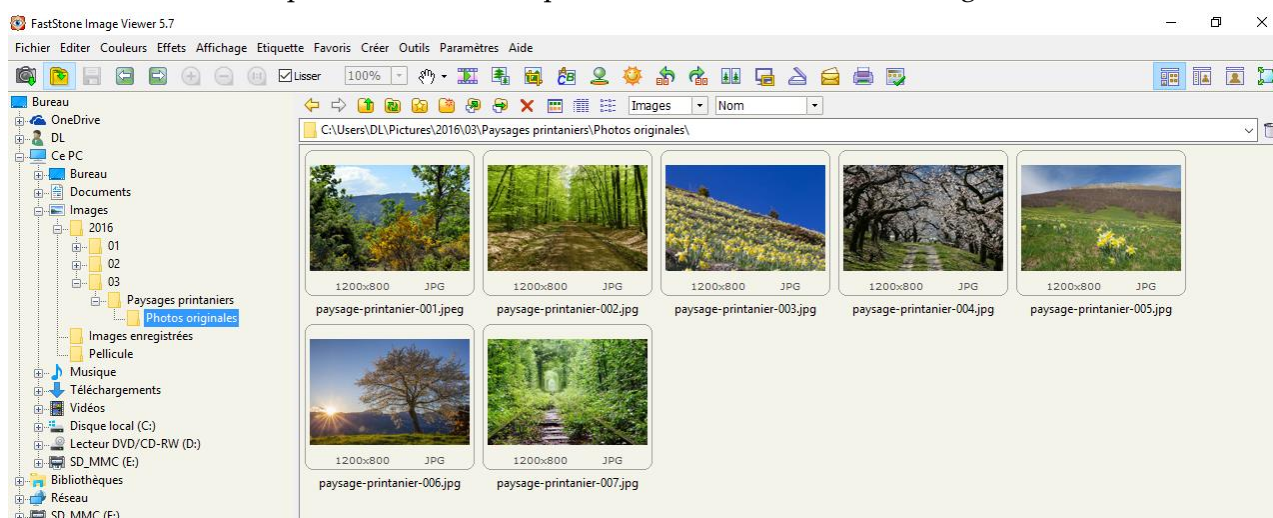 FastStone Image Viewer 5.7
Fichier Editer Couleurs Effets Affichage Etiquette Favoris Créer Outils Paramètres Aide
Lisser 100%
Images Nom
C:\Users\DL\Pictures\2016\03\Paysages printaniers\Photos originales\
Bureau
OneDrive
DL
Ce PC
Bureau
Documents
Images
2016
01
02
03
Paysages printaniers
Photos originales
Images enregistrées
Pellicule
Musique
Téléchargements
Vidéos
Disque local (C:)
Lecteur DVD/CD-RW (D:)
SD_MMC (E:)
Bibliothèques
Réseau
SD_MMC (E:)
1200x800 JPG 1200x800 JPG 1200x800 JPG 1200x800 JPG 1200x800 JPG
paysage-printanier-001.jpeg paysage-printanier-002.jpg paysage-printanier-003.jpg paysage-printanier-004.jpg paysage-printanier-005.jpg
1200x800 JPG 1200x800 JPG
paysage-printanier-006.jpg paysage-printanier-007.jpg